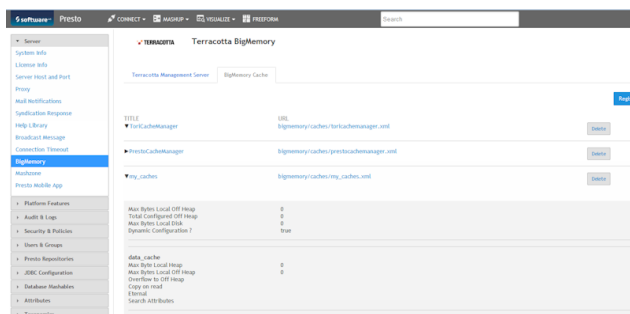 software AG Presto CONNECT MASHUP VISUALIZE FREEFORM Search
Server
System Info
License Info
Server Host and Port
Proxy
Mail Notifications
Syndication Response
Help Library
Broadcast Message
Connection Timeout
BigMemory
Mashzone
Presto Mobile App
Platform Features
Audit & Logs
Security & Policies
Users & Groups
Presto Repositories
JDBC Configuration
Database Mashables
Attributes
TERRACOTTA Terracotta BigMemory
Terracotta Management Server BigMemory Cache
TITLE URL
TortCacheManager bigmemory/caches/tortcachemanager.xml Delete
PrestoCacheManager bigmemory/caches/prestocachemanager.xml Delete
my_caches bigmemory/caches/my_caches.xml Delete
Max Bytes Local Off Heap 0
Total Configured Off Heap 0
Max Bytes Local Disk 0
Dynamic Configuration ? true
data_cache
Max Byte Local Heap 0
Max Bytes Local Off Heap 0
Overflow to Off Heap
Copy on read
Eternal
Search Attributes